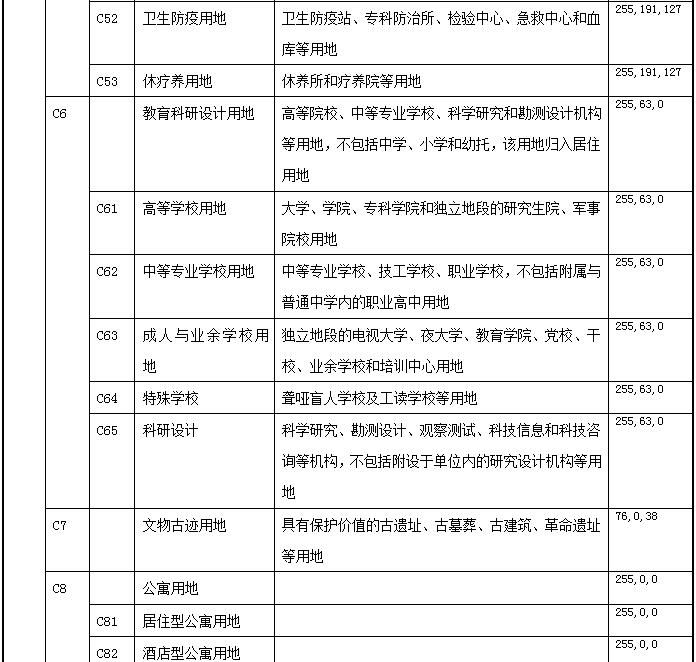 C52 卫生防疫用地 卫生防疫站、专科防治所、检验中心、急救中心和血 255,191,127
库等用地
C53 休疗养用地 休养所和疗养院等用地 255,191,127
C6 教育科研设计用地 高等院校、中等专业学校、科学研究和勘测设计机构 255,63,0
等用地，不包括中学、小学和幼托，该用地归入居住
用地
C61 高等学校用地 大学、学院、专科学院和独立地段的研究生院、军事 255,63,0
院校用地
C62 中等专业学校用地 中等专业学校、技工学校、职业学校，不包括附属与 255,63,0
普通中学内的职业高中用地
C63 成人与业余学校用 独立地段的电视大学、夜大学、教育学院、党校、干 255,63,0
地 校、业余学校和培训中心用地
C64 特殊学校 聋哑盲人学校及工读学校等用地 255,63,0
C65 科研设计 科学研究、勘测设计、观察测试、科技信息和科技咨 255,63,0
询等机构，不包括附设于单位内的研究设计机构等用
地
C7 文物古迹用地 具有保护价值的古遗址、古墓葬、古建筑、革命遗址 76,0,38
等用地
C8 公寓用地 255,0,0
C81 居住型公寓用地 255,0,0
C82 酒店型公寓用地 255,0,0